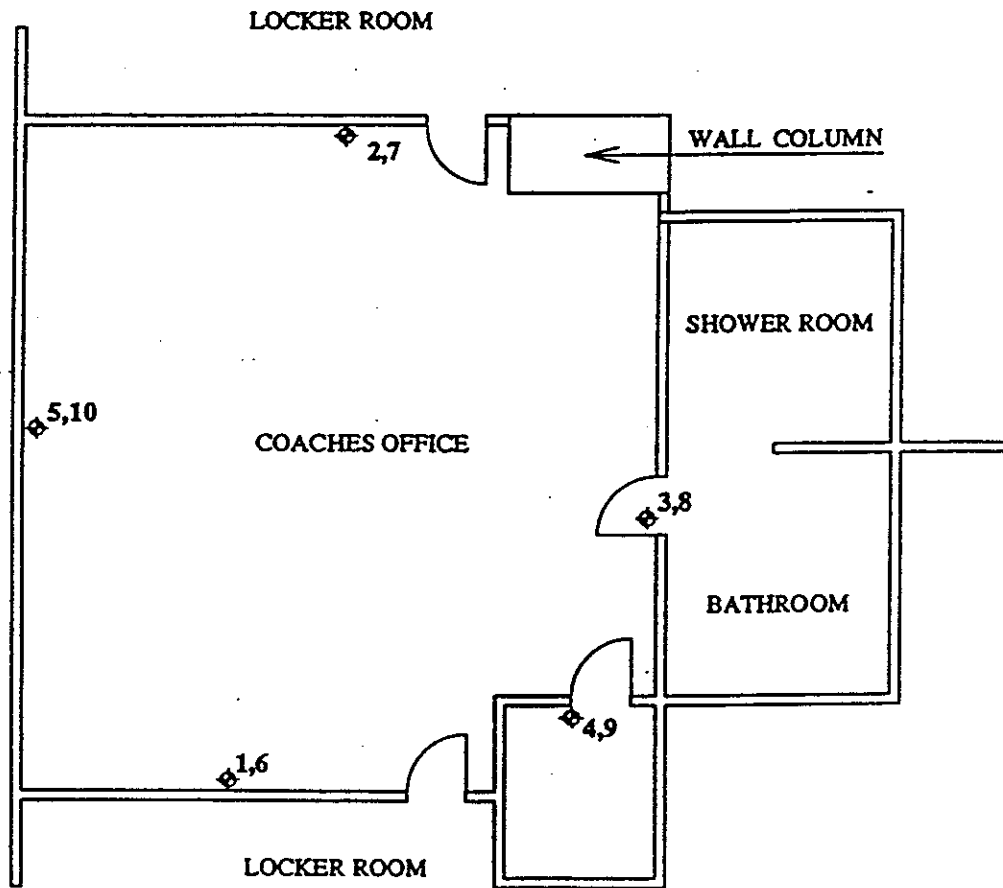 LOCKER ROOM
2,7
WALL COLUMN
SHOWER ROOM
5,10
COACHES OFFICE
3,8
BATHROOM
4,9
1,6
LOCKER ROOM